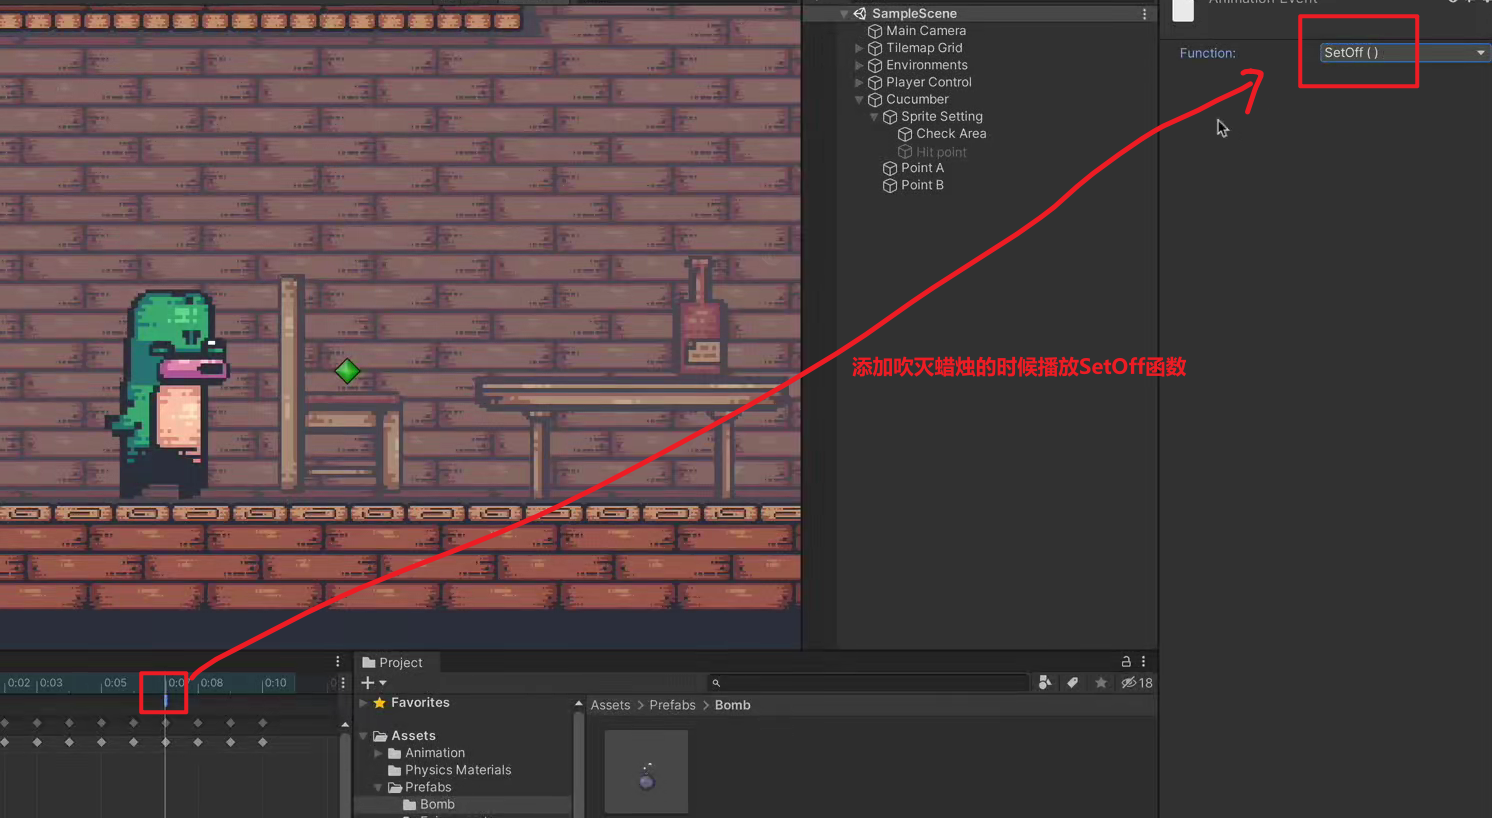 SampleScene
Main Camera
Tilemap Grid
Environments
Player Control
Cucumber
Sprite Setting
Check Area
Hit point
Point A
Point B
Animation Event
Function:
SetOff ( )
添加吹灭蜡烛的时候播放SetOff函数
0:02
0:03
0:05
0:07
0:08
0:10
Project
18
Favorites
Assets
Animation
Physics Materials
Prefabs
Bomb
Assets > Prefabs > Bomb